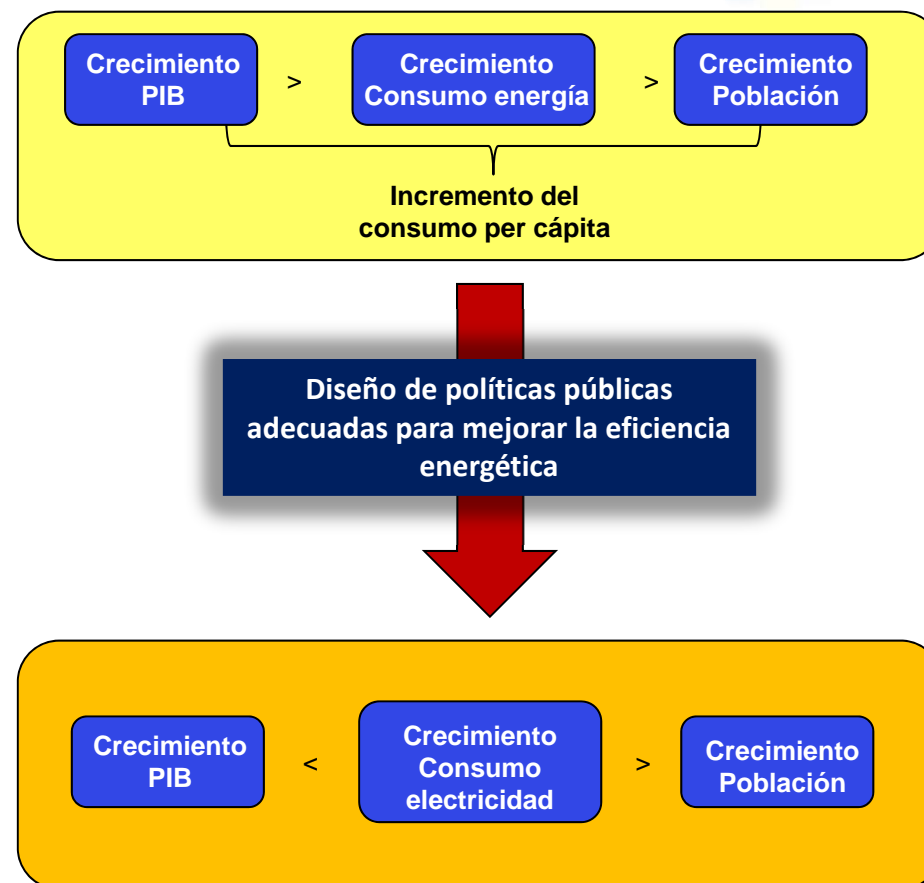 Crecimiento
PIB
>
Crecimiento
Consumo energía
>
Crecimiento
Población
Incremento del
consumo per cápita
Diseño de políticas públicas
adecuadas para mejorar la eficiencia
energética
Crecimiento
PIB
<
Crecimiento
Consumo
electricidad
>
Crecimiento
Población